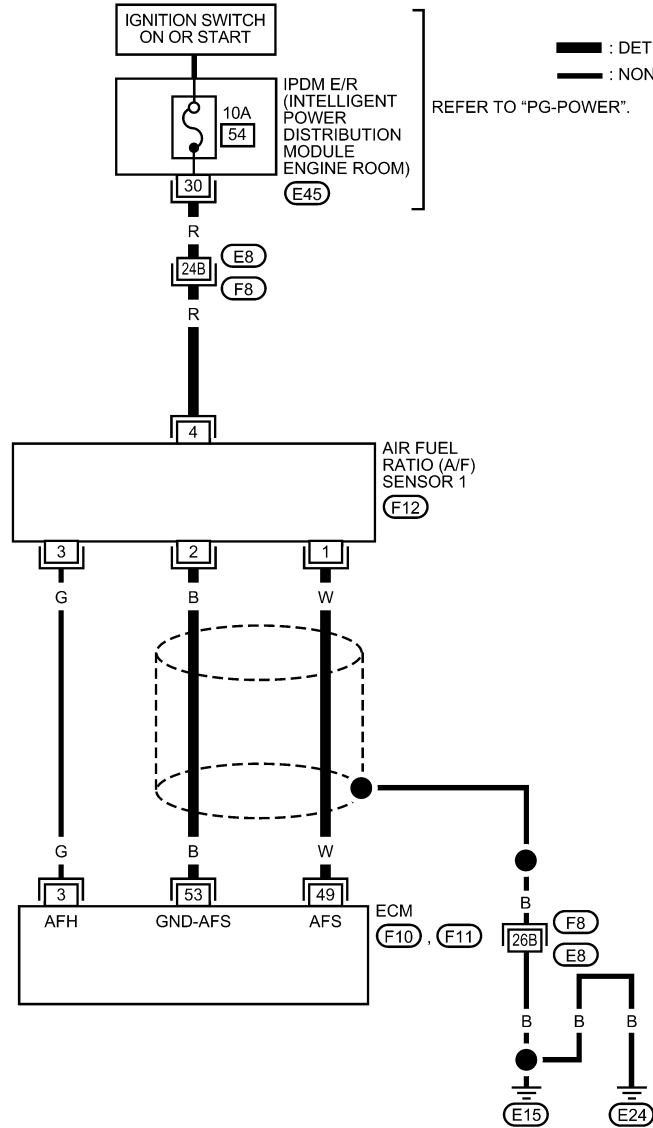 IGNITION SWITCH
ON OR START
: DET
: NON
IPDM E/R
(INTELLIGENT
POWER
DISTRIBUTION
MODULE
ENGINE ROOM)
10A
54
REFER TO “PG-POWER”.
30
E45
R
24B
E8
F8
R
4
AIR FUEL
RATIO (A/F)
SENSOR 1
F12
3
2
1
G
B
W
G
B
W
3
53
49
AFH
GND-AFS
AFS
ECM
F10 , F11
B
26B
F8
E8
B
B
B
E15
E24